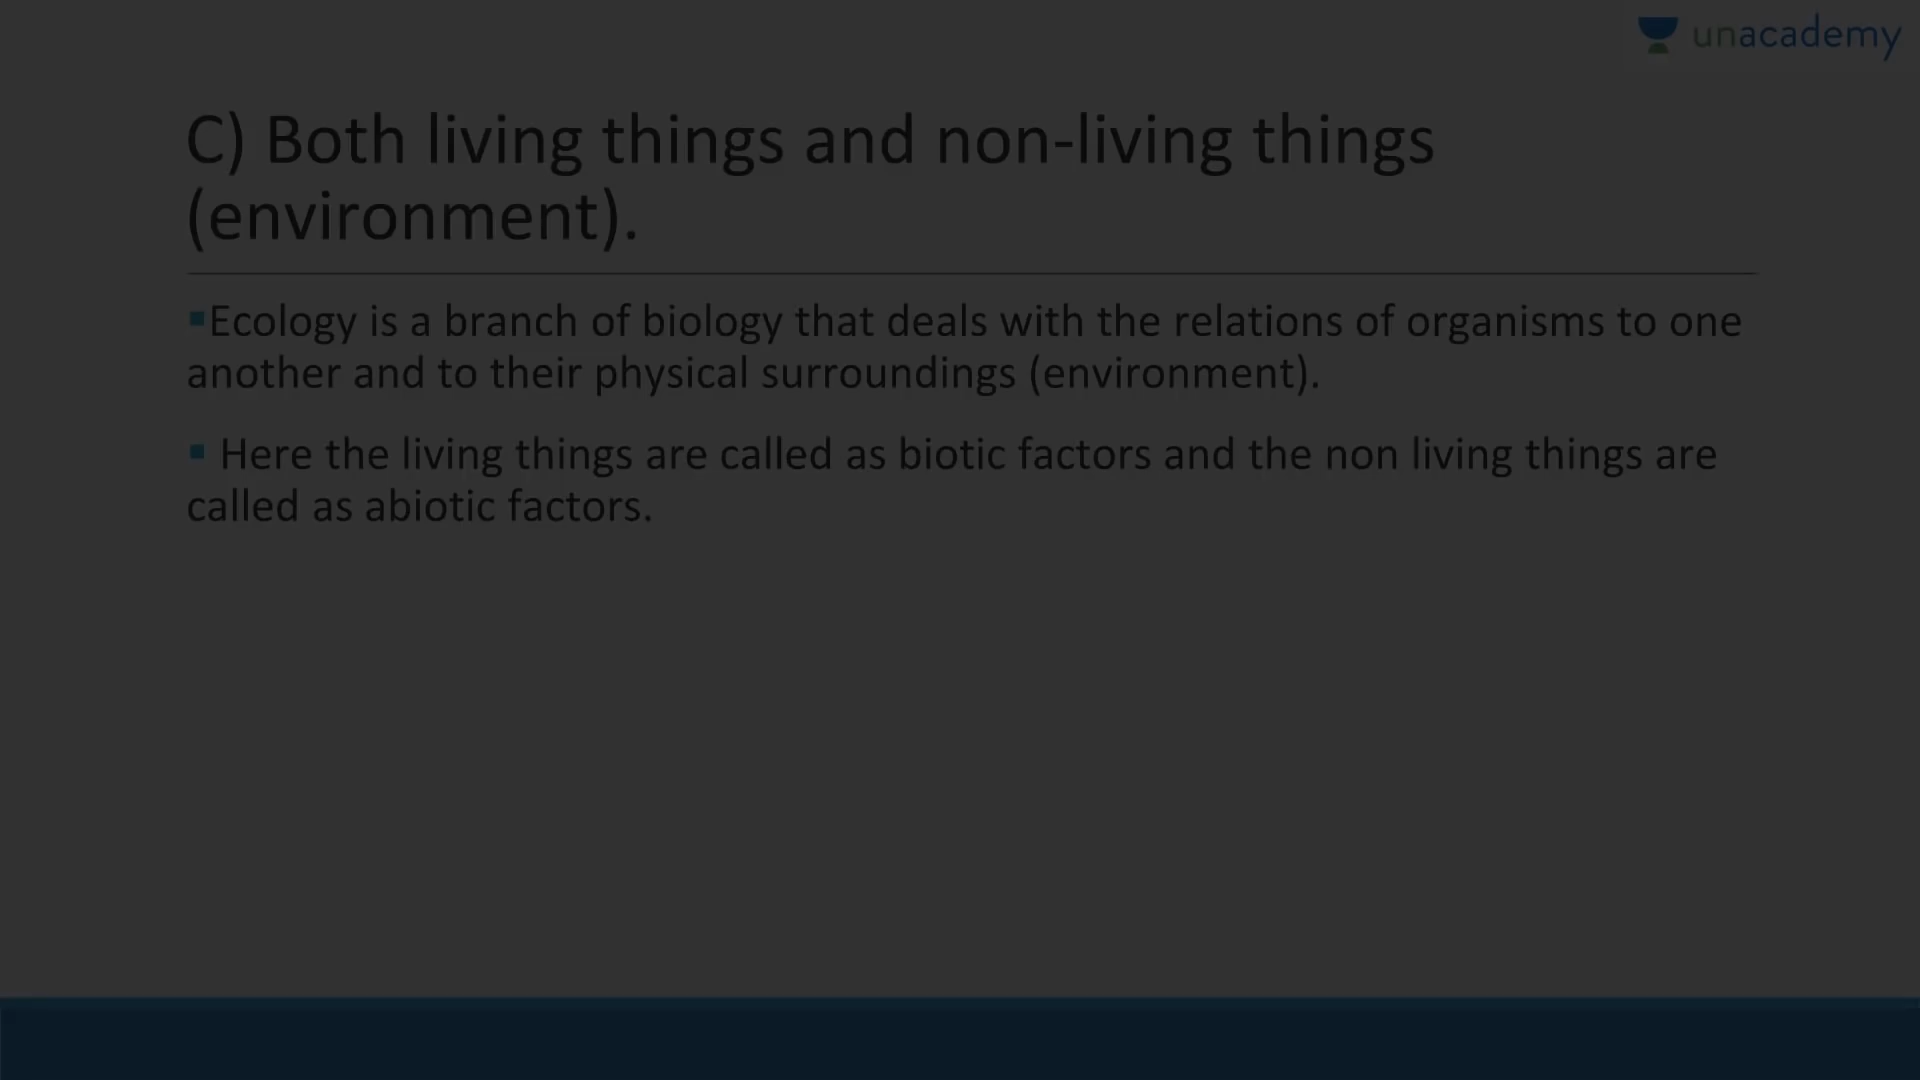 unacademy
C) Both living things and non-living things
(environment).
▪Ecology is a branch of biology that deals with the relations of organisms to one
another and to their physical surroundings (environment).
▪ Here the living things are called as biotic factors and the non living things are
called as abiotic factors.